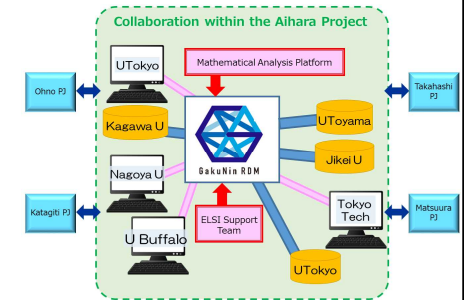 Collaboration within the Aihara Project
UTokyo
Mathematical Analysis Platform
Ohno PJ
Takahashi
PJ
Kagawa U
UToyama
GakuNin RDM
Jikei U
Nagoya U
Katagiti PJ
ELSI Support
Team
Tokyo
Tech
Matsuura
PJ
U Buffalo
UTokyo